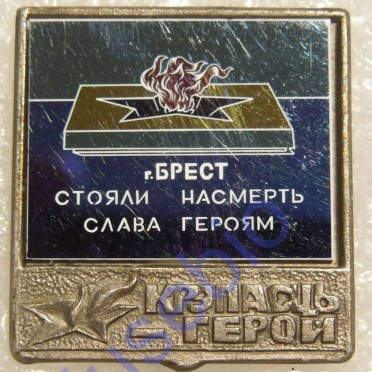 г. БРЕСТ
СТОЯЛИ НАСМЕРТЬ
СЛАВА ГЕРОЯМ
КРЭПАСЦЬ
ГЕРОЙ